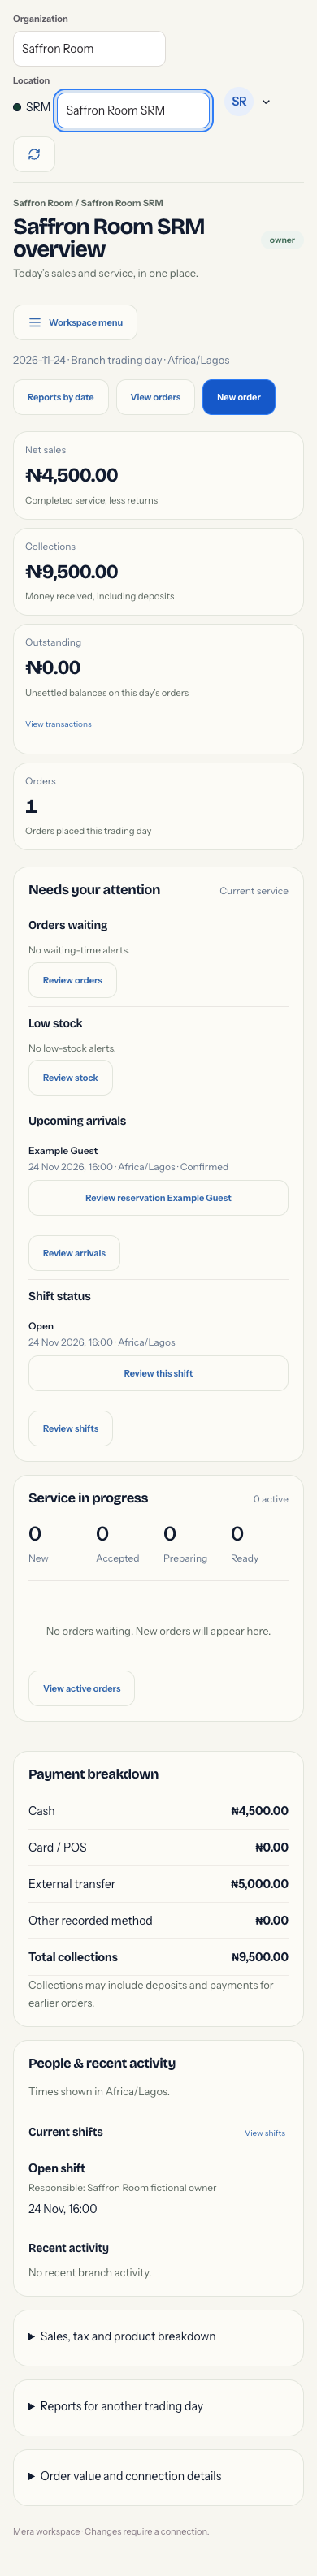 Organization
Saffron Room
Location
SRM
Saffron Room SRM
SR
Saffron Room / Saffron Room SRM
Saffron Room SRM
overview
owner
Today's sales and service, in one place.
Workspace menu
2026-11-24 · Branch trading day · Africa/Lagos
Reports by date
View orders
New order
Net sales
₦4,500.00
Completed service, less returns
Collections
₦9,500.00
Money received, including deposits
Outstanding
₦0.00
Unsettled balances on this day's orders
View transactions
Orders
1
Orders placed this trading day
Needs your attention
Current service
Orders waiting
No waiting-time alerts.
Review orders
Low stock
No low-stock alerts.
Review stock
Upcoming arrivals
Example Guest
24 Nov 2026, 16:00 · Africa/Lagos · Confirmed
Review reservation Example Guest
Review arrivals
Shift status
Open
24 Nov 2026, 16:00 · Africa/Lagos
Review this shift
Review shifts
Service in progress
0 active
0 0 0 0
New Accepted Preparing Ready
No orders waiting. New orders will appear here.
View active orders
Payment breakdown
Cash ₦4,500.00
Card / POS ₦0.00
External transfer ₦5,000.00
Other recorded method ₦0.00
Total collections ₦9,500.00
Collections may include deposits and payments for
earlier orders.
People & recent activity
Times shown in Africa/Lagos.
Current shifts
View shifts
Open shift
Responsible: Saffron Room fictional owner
24 Nov, 16:00
Recent activity
No recent branch activity.
Sales, tax and product breakdown
Reports for another trading day
Order value and connection details
Mera workspace · Changes require a connection.